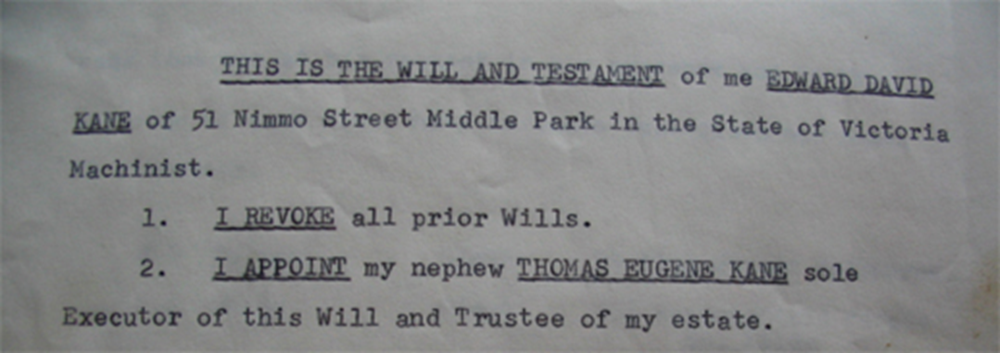 THIS IS THE WILL AND TESTAMENT of me EDWARD DAVID
KANE of 51 Nimmo Street Middle Park in the State of Victoria
Machinist.
1. I REVOKE all prior Wills.
2. I APPOINT my nephew THOMAS EUGENE KANE sole
Executor of this Will and Trustee of my estate.